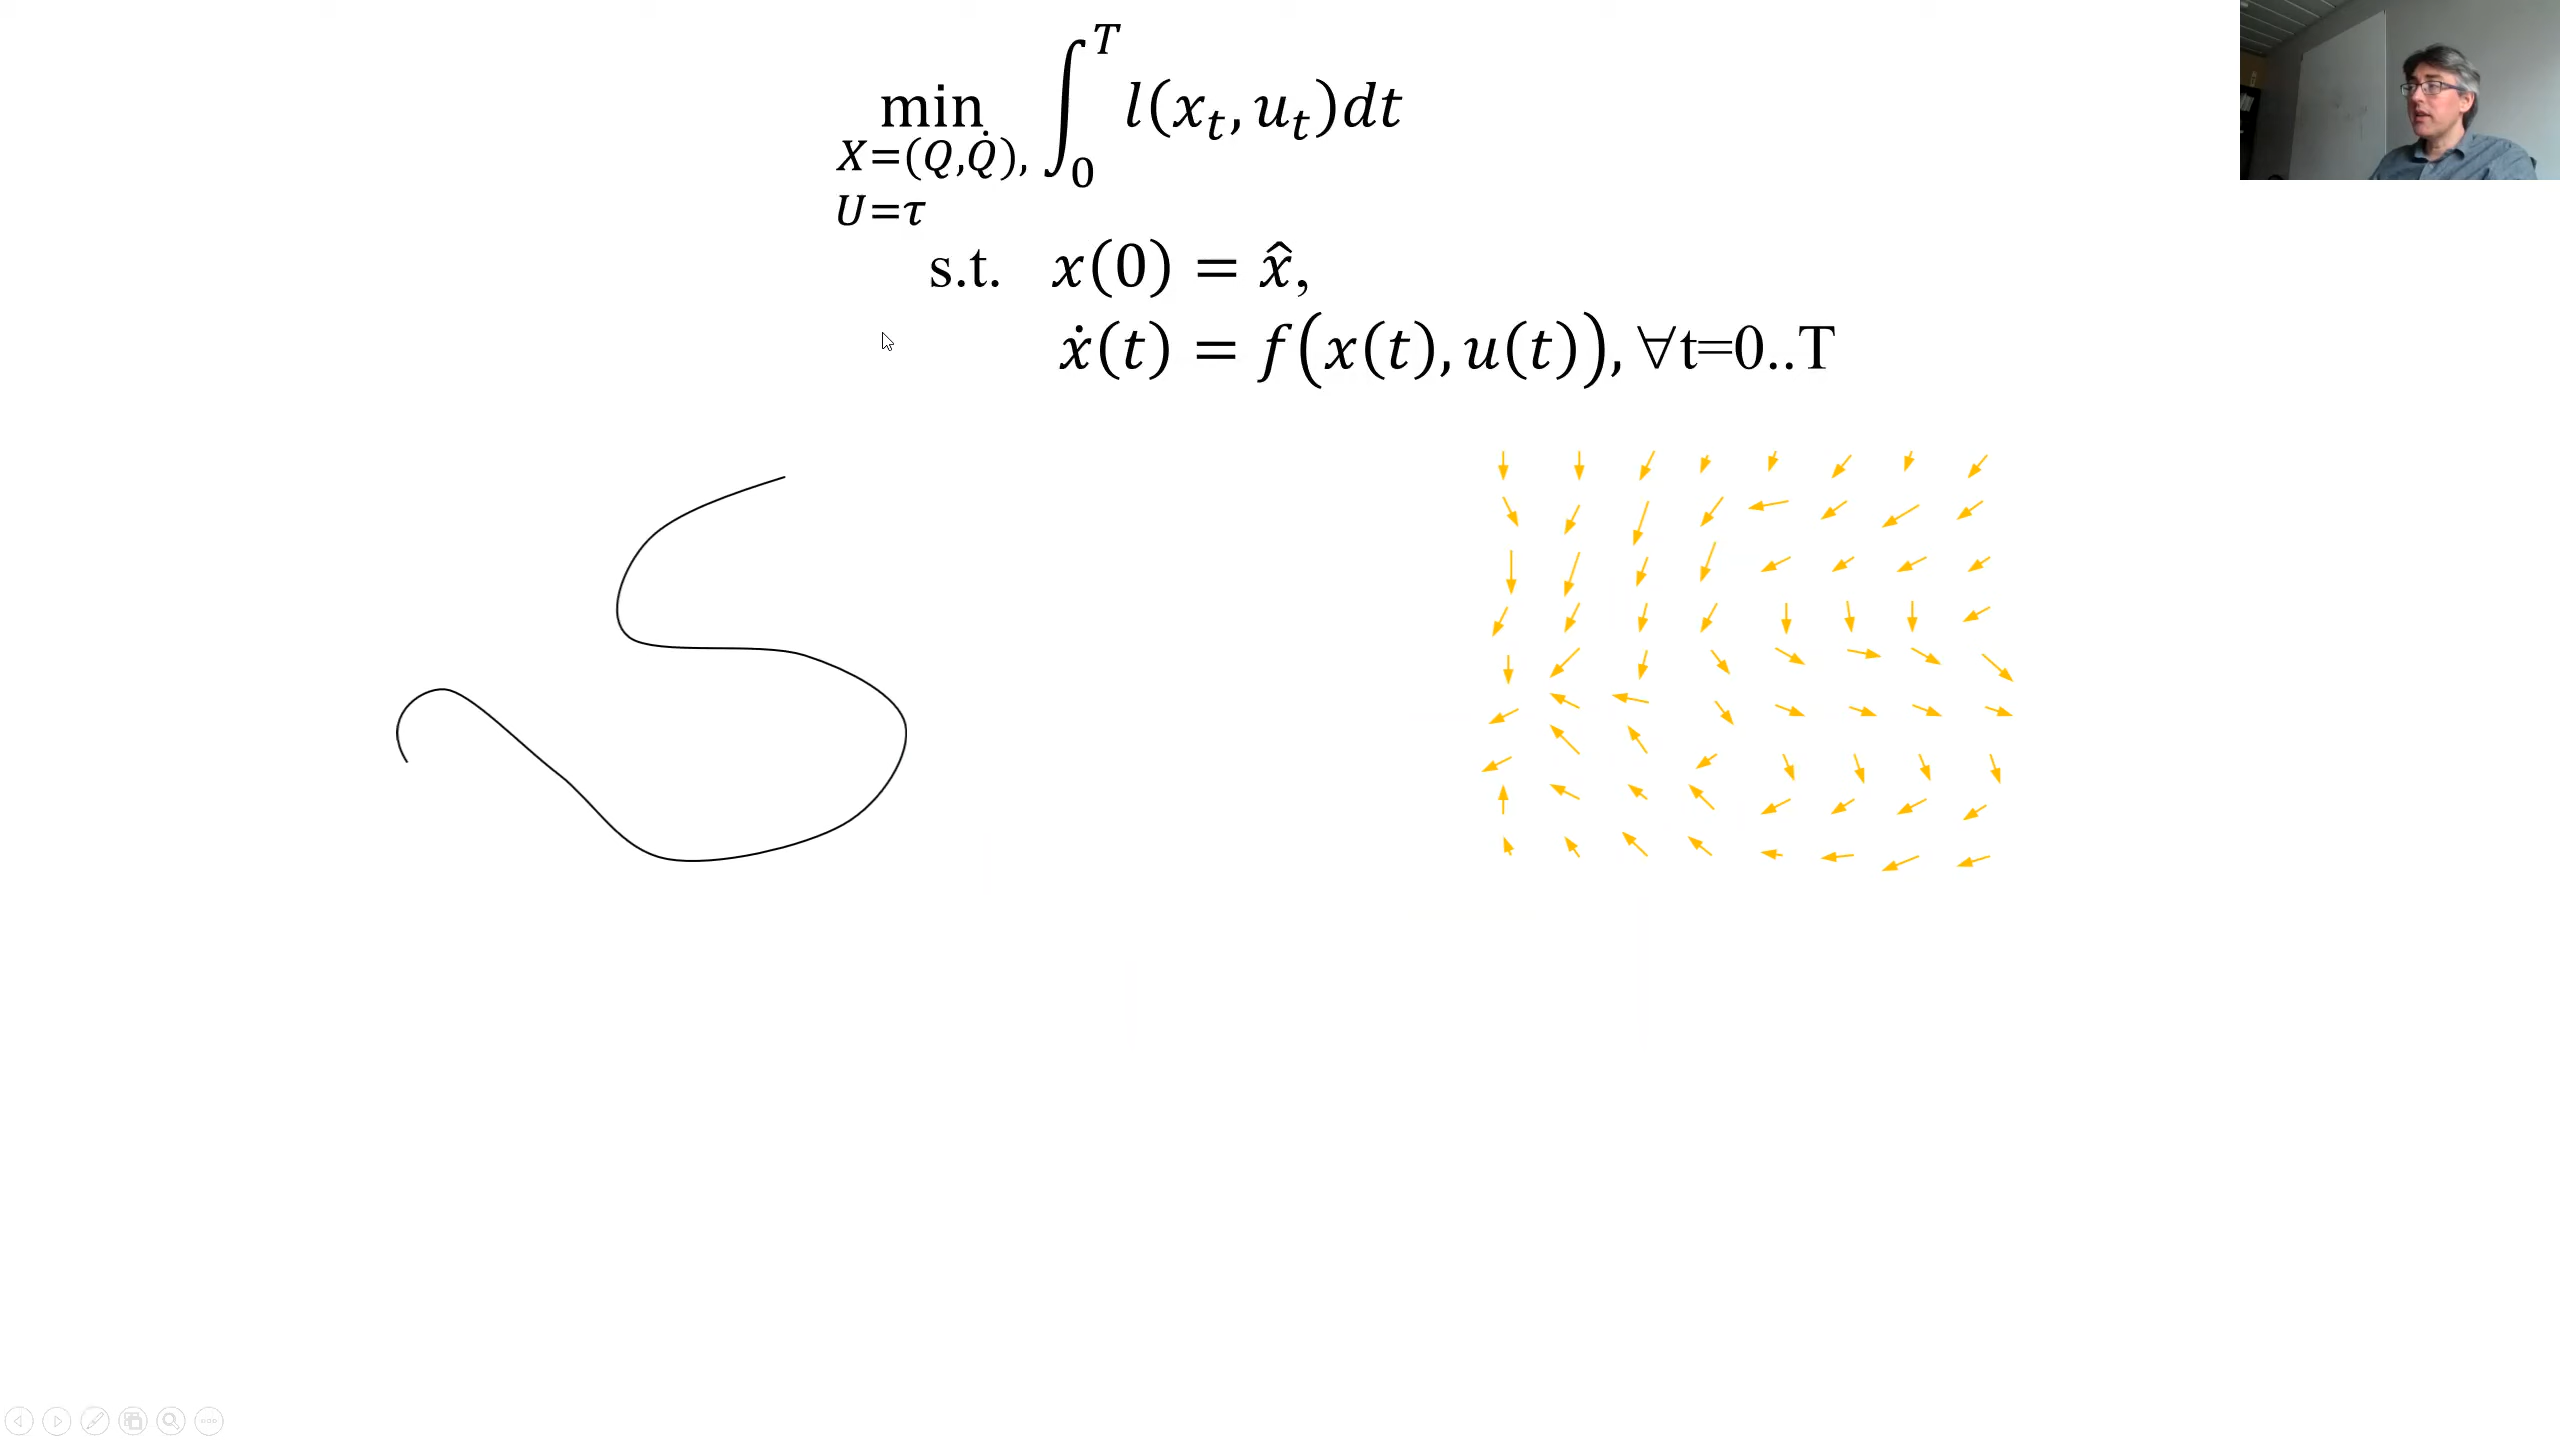 min ∫₀ᵀ l(xₜ, uₜ)dt
X=(Q,Q̇),
U=τ
s.t. x(0) = x̂,
ẋ(t) = f(x(t), u(t)), ∀t=0..T